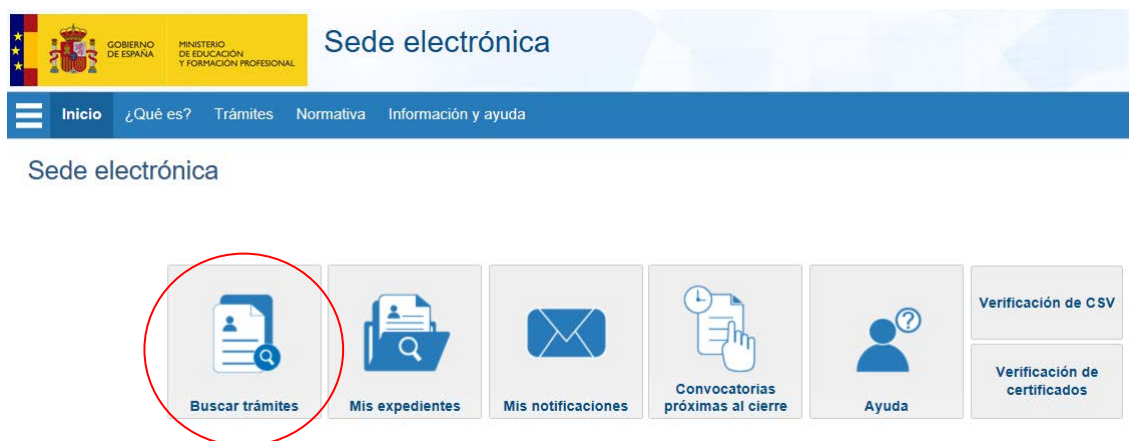 GOBIERNO
DE ESPAÑA
MINISTERIO
DE EDUCACIÓN
Y FORMACIÓN PROFESIONAL
Sede electrónica
Inicio ¿Qué es? Trámites Normativa Información y ayuda
Sede electrónica
Buscar trámites
Mis expedientes
Mis notificaciones
Convocatorias
próximas al cierre
?
Ayuda
Verificación de CSV
Verificación de
certificados